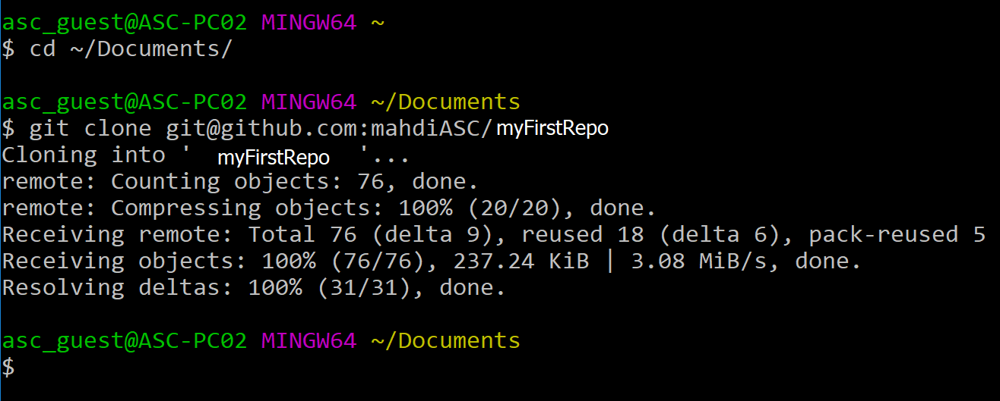 asc_guest@ASC-PC02 MINGW64 ~
$ cd ~/Documents/
asc_guest@ASC-PC02 MINGW64 ~/Documents
$ git clone git@github.com:mahdiASC/myFirstRepo
Cloning into ' myFirstRepo '...
remote: Counting objects: 76, done.
remote: Compressing objects: 100% (20/20), done.
Receiving remote: Total 76 (delta 9), reused 18 (delta 6), pack-reused 5
Receiving objects: 100% (76/76), 237.24 KiB | 3.08 MiB/s, done.
Resolving deltas: 100% (31/31), done.
asc_guest@ASC-PC02 MINGW64 ~/Documents
$